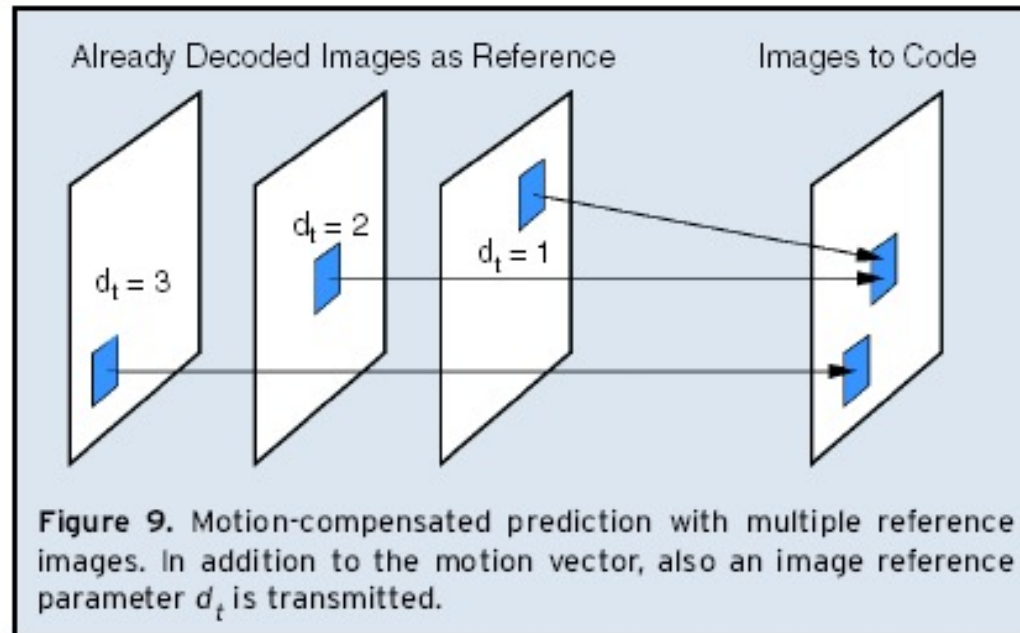 Already Decoded Images as Reference
Images to Code
dt = 3
dt = 2
dt = 1
Figure 9. Motion-compensated prediction with multiple reference
images. In addition to the motion vector, also an image reference
parameter dt is transmitted.